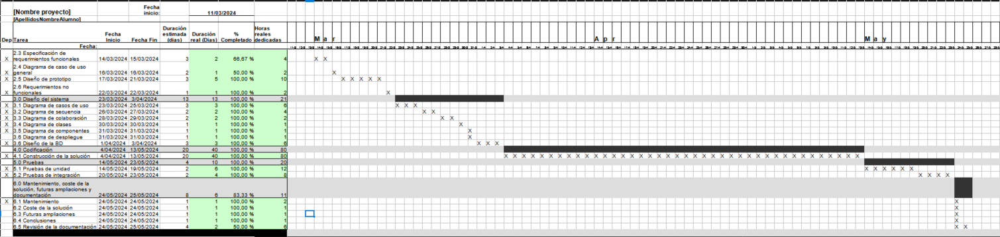 [Nombre proyecto] Fecha inicio: 11/03/2024
[ApellidosNombreAlumno]
Dep Tarea Fecha Inicio Fecha Fin Duración estimada (días) Duración real (Días) % Completado Horas reales dedicadas Mar Apr May
Fecha:
2.3 Especificación de
X requerimientos funcionales 14/03/2024 15/03/2024 3 2 66,67 % 4 X X
2.4 Diagrama de caso de uso
X general 16/03/2024 16/03/2024 2 1 50,00 % 2 X
X 2.5 Diseño de prototipo 17/03/2024 21/03/2024 3 5 100,00 % 10 X X X X X
2.6 Requerimientos no
X funcionales 22/03/2024 22/03/2024 1 1 100,00 % 2 X
3.0 Diseño del sistema 23/03/2024 3/04/2024 13 13 100,00 % 21
X 3.1 Diagrama de casos de uso 23/03/2024 25/03/2024 3 3 100,00 % 6 X X X
X 3.2 Diagrama de secuencia 26/03/2024 27/03/2024 2 2 100,00 % 4 X X
X 3.3 Diagrama de colaboración 28/03/2024 29/03/2024 2 2 100,00 % 2 X X
X 3.4 Diagrama de clases 30/03/2024 30/03/2024 1 1 100,00 % 1 X
X 3.5 Diagrama de componentes 31/03/2024 31/03/2024 1 1 100,00 % 1 X
3.6 Diagrama de despliegue 31/03/2024 31/03/2024 1 1 100,00 % 1 X
X 3.6 Diseño de la BD 1/04/2024 3/04/2024 3 3 100,00 % 6 X X X
4.0 Codificación 4/04/2024 13/05/2024 20 40 100,00 % 80
X 4.1 Construcción de la solución 4/04/2024 13/05/2024 20 40 100,00 % 80 X X X X X X X X X X X X X X X X X X X X X X X X X X X X X X X X X X X X X X X X
5.0 Pruebas 14/05/2024 23/05/2024 4 10 100,00 % 20
X 5.1 Pruebas de unidad 14/05/2024 19/05/2024 2 6 100,00 % 12 X X X X X X
X 5.2 Pruebas de integración 20/05/2024 23/05/2024 2 4 100,00 % 8 X X X X
6.0 Mantenimiento, coste de la
solución, futuras ampliaciones y
documentación 24/05/2024 25/05/2024 8 6 83,33 % 11
X 6.1 Mantenimiento 24/05/2024 24/05/2024 1 1 100,00 % 2 X
6.2 Coste de la solución 24/05/2024 24/05/2024 1 1 100,00 % 1 X
6.3 Futuras ampliaciones 24/05/2024 24/05/2024 1 1 100,00 % 1 X
6.4 Conclusiones 24/05/2024 24/05/2024 1 1 100,00 % 1 X
6.5 Revisión de la documentación 24/05/2024 25/05/2024 4 2 50,00 % 6 X X